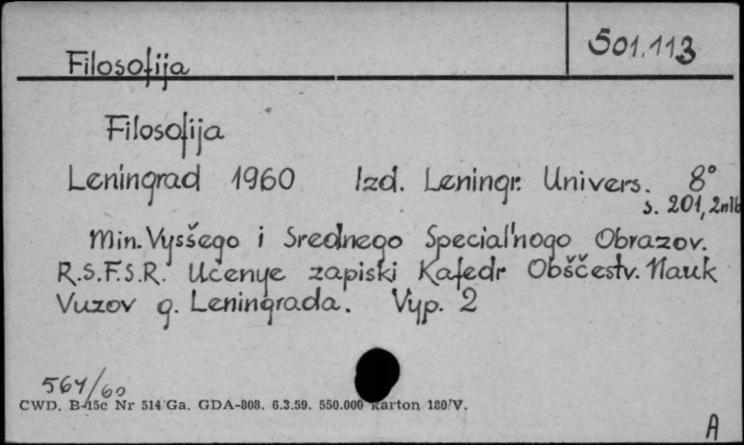 501.113
Filosofija
Filosofija
Leningrad 1960 Izd. Leningr. Univers. 8°
s. 201, 2nlb
Min. Vysšego i Srednego Special'nogo Obrazov.
R.S.F.S.R. Učenye zapiski Kafedr Obščestv. Nauk
Vuzov g. Leningrada. Vyp. 2
564/60
CWD. B-15c Nr 514/Ga. GDA-808. 6.3.59. 550.000 Karton 180/V.
A